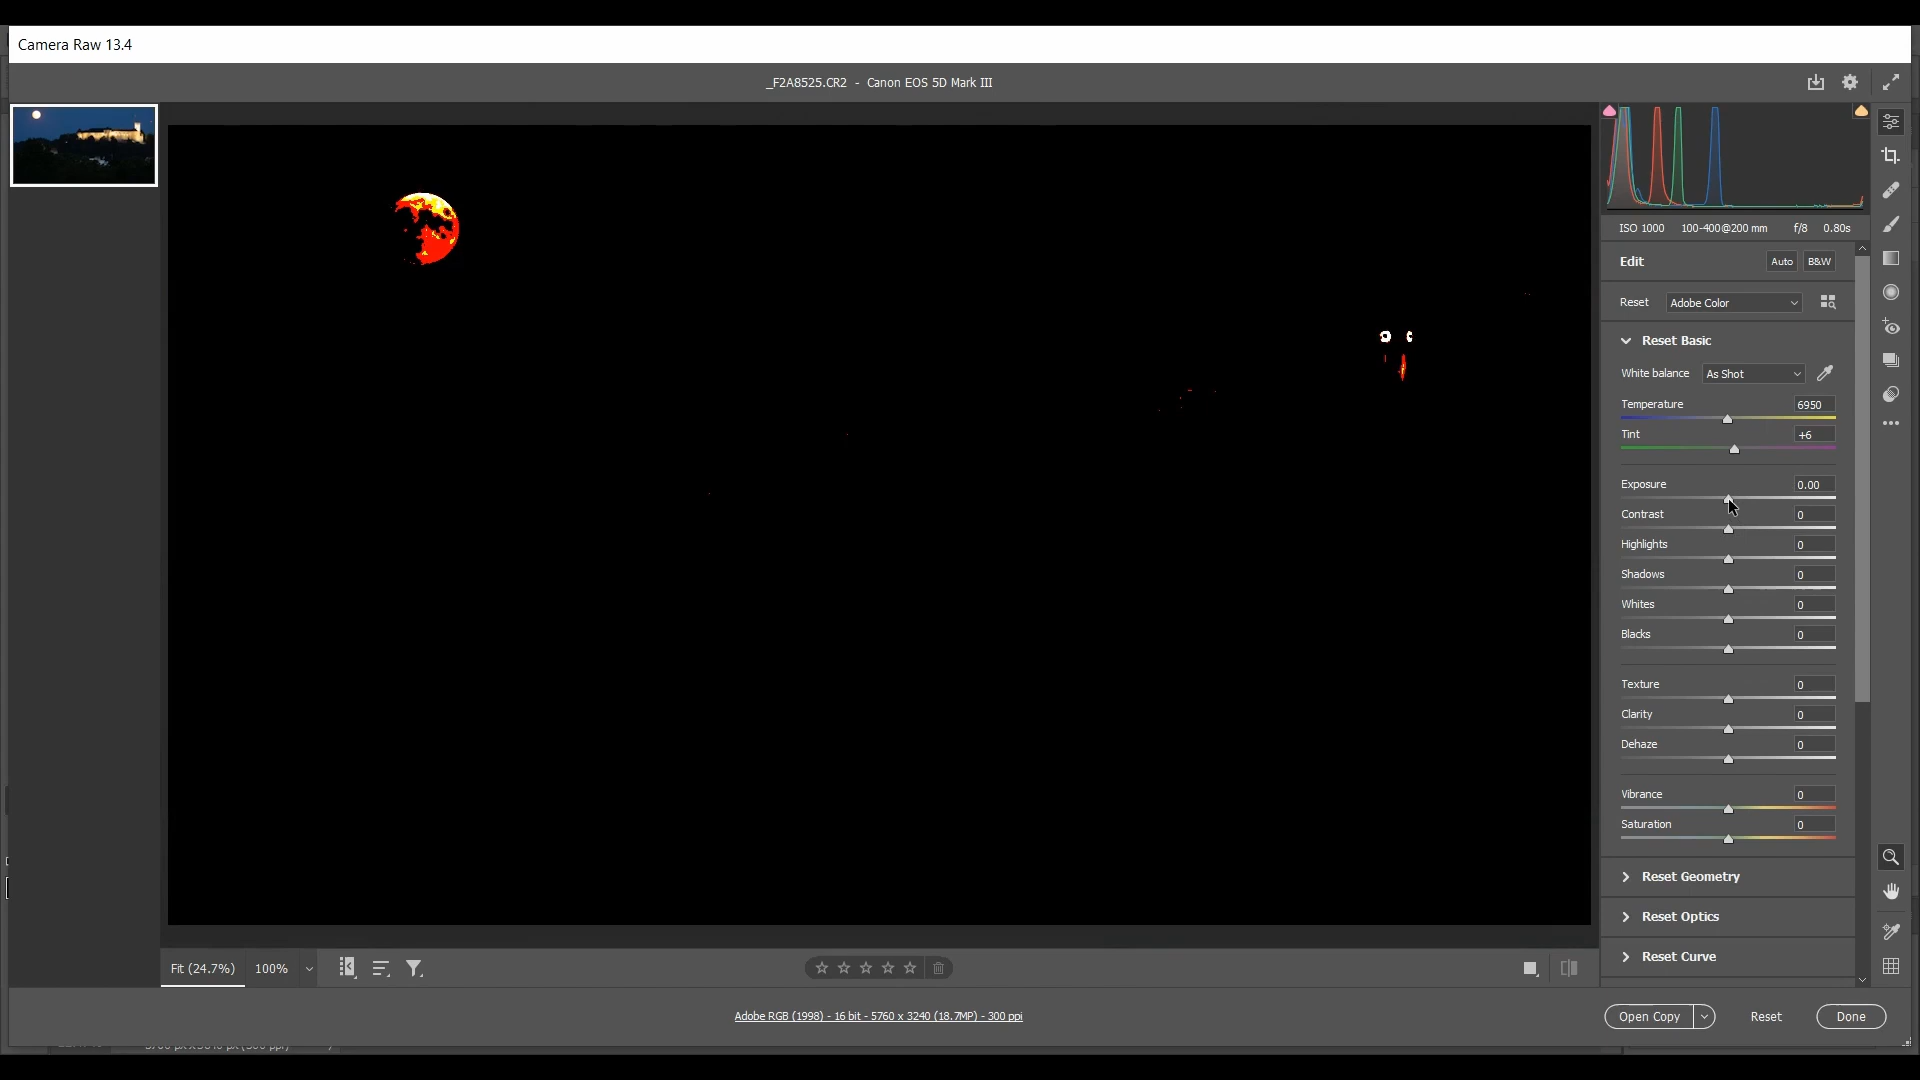 Camera Raw 13.4
_F2A8525.CR2 - Canon EOS 5D Mark III
ISO 1000 100-400@200 mm f/8 0.80s
Edit Auto B&W
Reset Adobe Color
Reset Basic
White balance As Shot
Temperature 6950
Tint +6
Exposure 0.00
Contrast 0
Highlights 0
Shadows 0
Whites 0
Blacks 0
Texture 0
Clarity 0
Dehaze 0
Vibrance 0
Saturation 0
Reset Geometry
Reset Optics
Reset Curve
Fit (24.7%) 100%
Adobe RGB (1998) - 16 bit - 5760 x 3240 (18.7MP) - 300 ppi
Open Copy Reset Done